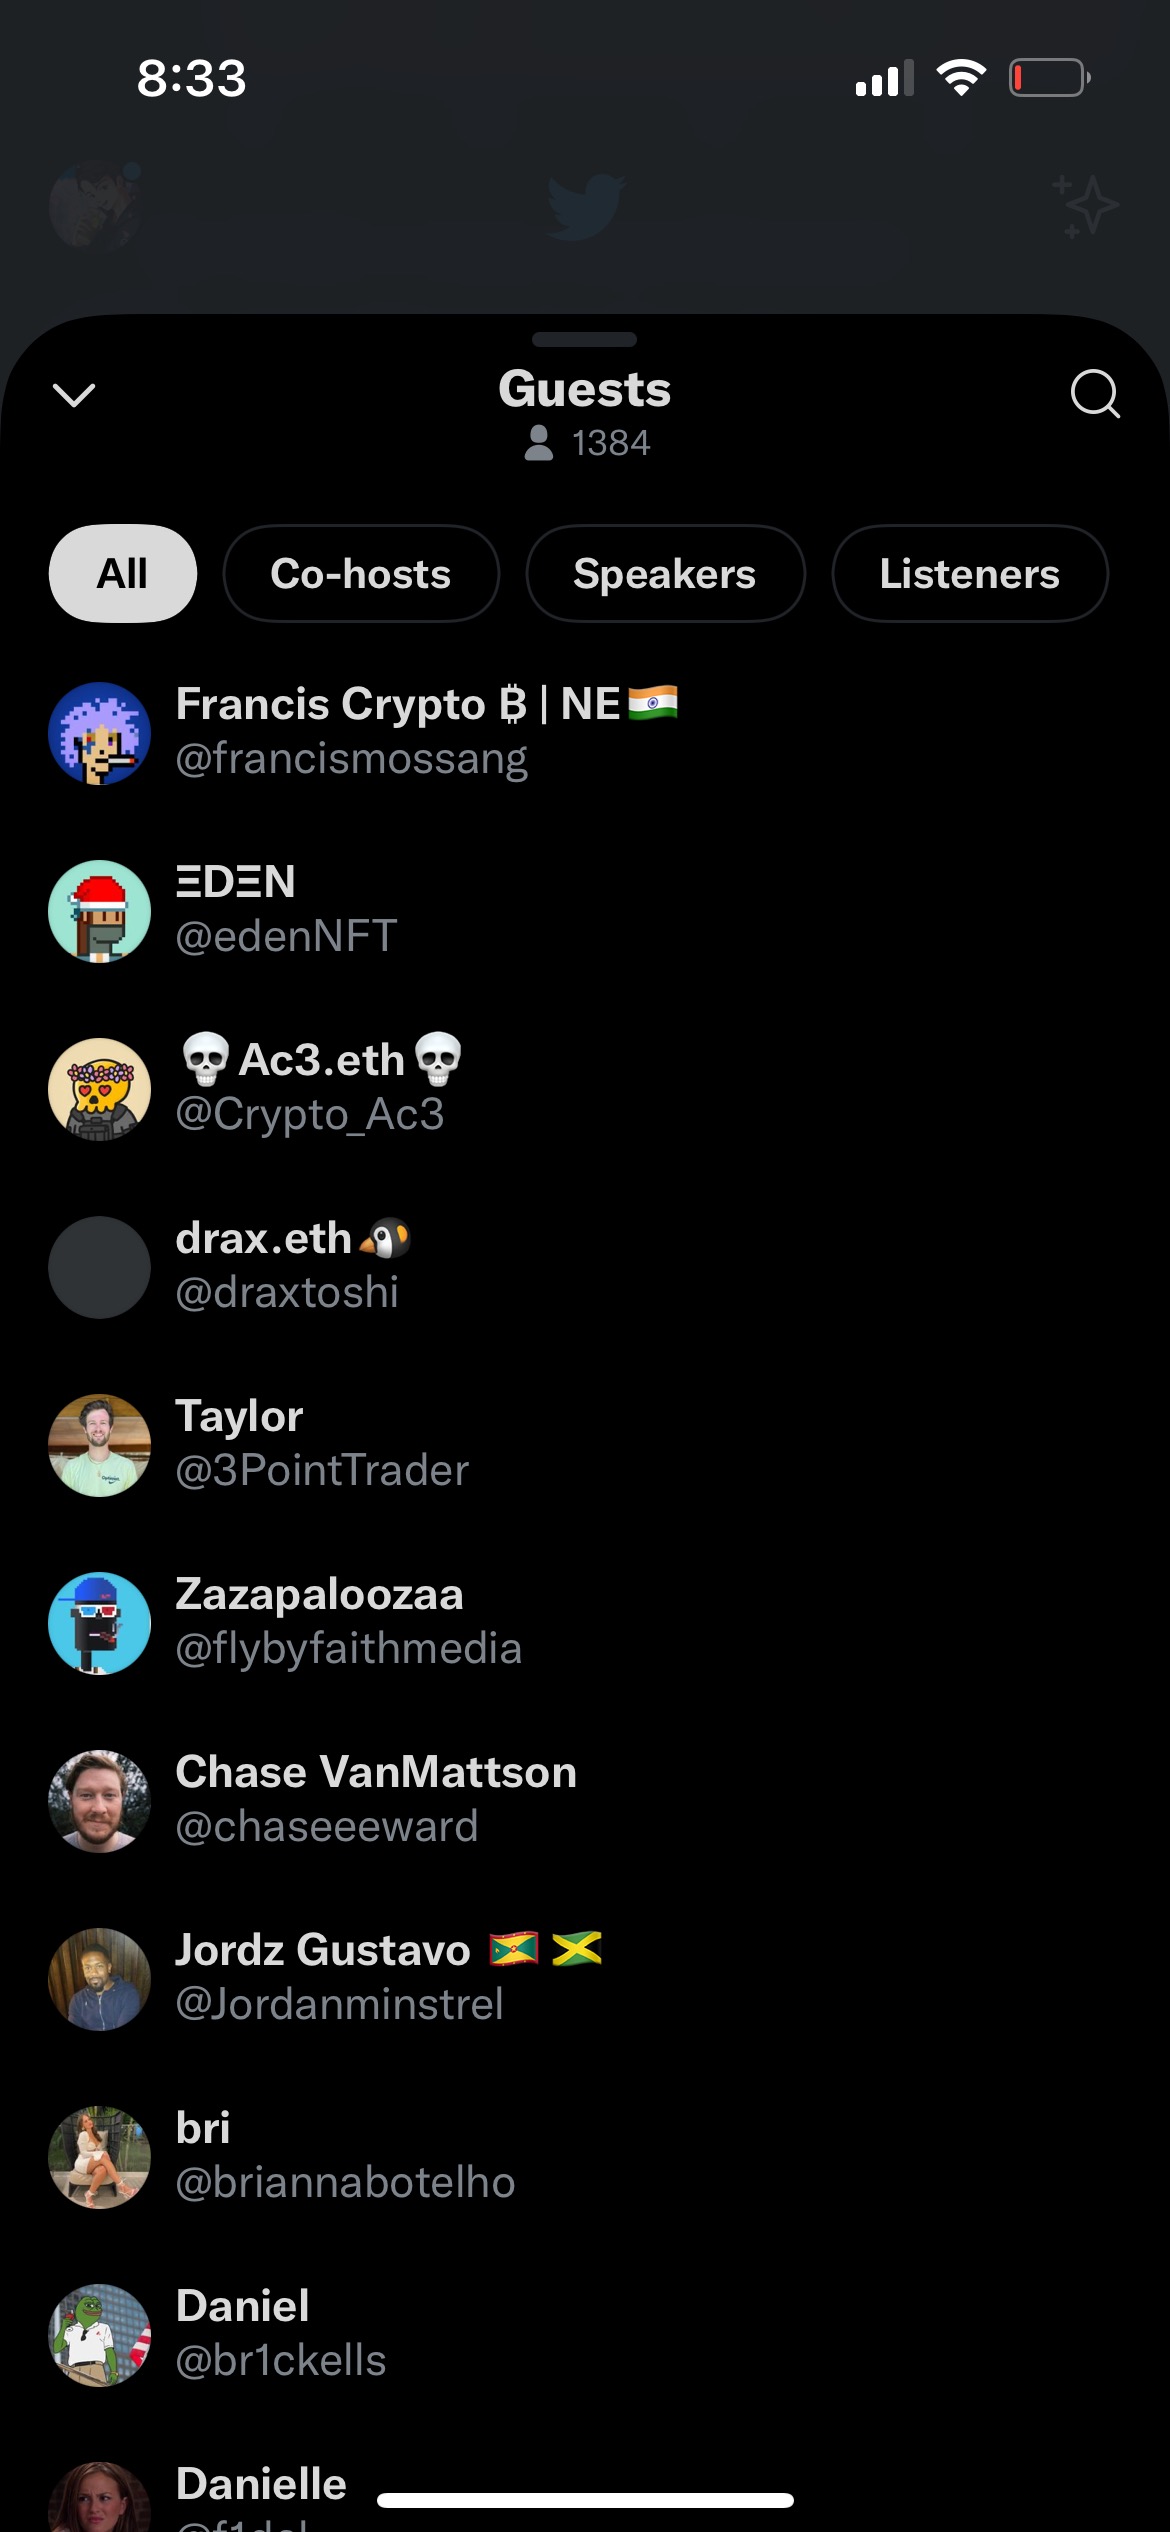 8:33
Guests
1384
All
Co-hosts
Speakers
Listeners
Francis Crypto ₿ | NE🇮🇳
@francismossang
ΞDΞN
@edenNFT
💀Ac3.eth💀
@Crypto_Ac3
drax.eth🐧
@draxtoshi
Taylor
@3PointTrader
Zazapaloozaa
@flybyfaithmedia
Chase VanMattson
@chaseeeward
Jordz Gustavo 🇬🇩 🇯🇲
@Jordanminstrel
bri
@briannabotelho
Daniel
@br1ckells
Danielle